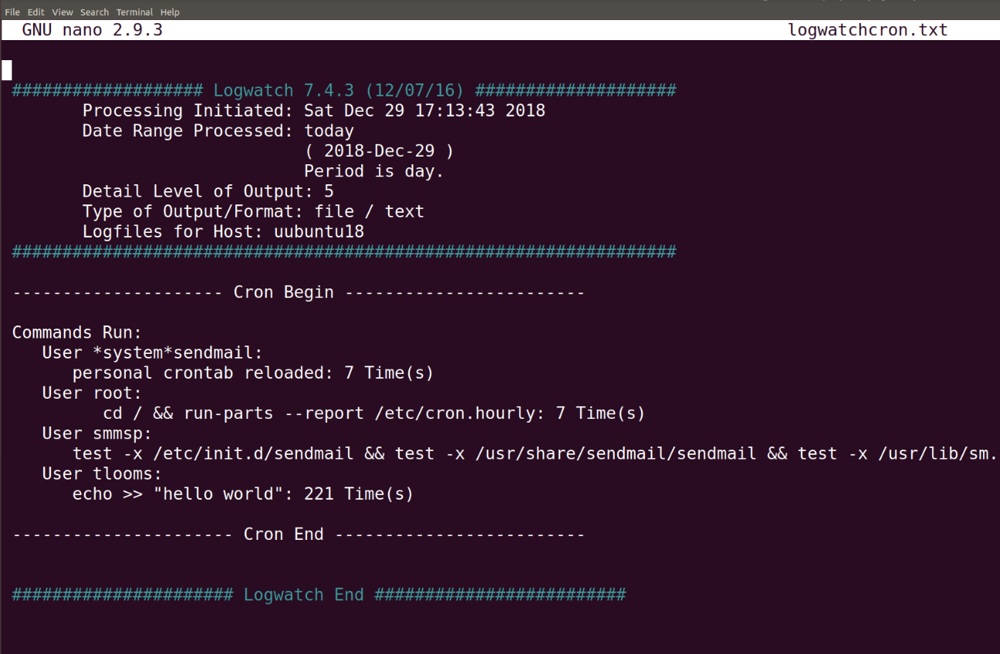 File Edit View Search Terminal Help
GNU nano 2.9.3 logwatchcron.txt
################### Logwatch 7.4.3 (12/07/16) ####################
Processing Initiated: Sat Dec 29 17:13:43 2018
Date Range Processed: today
( 2018-Dec-29 )
Period is day.
Detail Level of Output: 5
Type of Output/Format: file / text
Logfiles for Host: uubuntu18
##################################################################
--------------------- Cron Begin ------------------------
Commands Run:
User *system*sendmail:
personal crontab reloaded: 7 Time(s)
User root:
cd / && run-parts --report /etc/cron.hourly: 7 Time(s)
User smmsp:
test -x /etc/init.d/sendmail && test -x /usr/share/sendmail/sendmail && test -x /usr/lib/sm.
User tlooms:
echo >> "hello world": 221 Time(s)
---------------------- Cron End -------------------------
###################### Logwatch End #########################